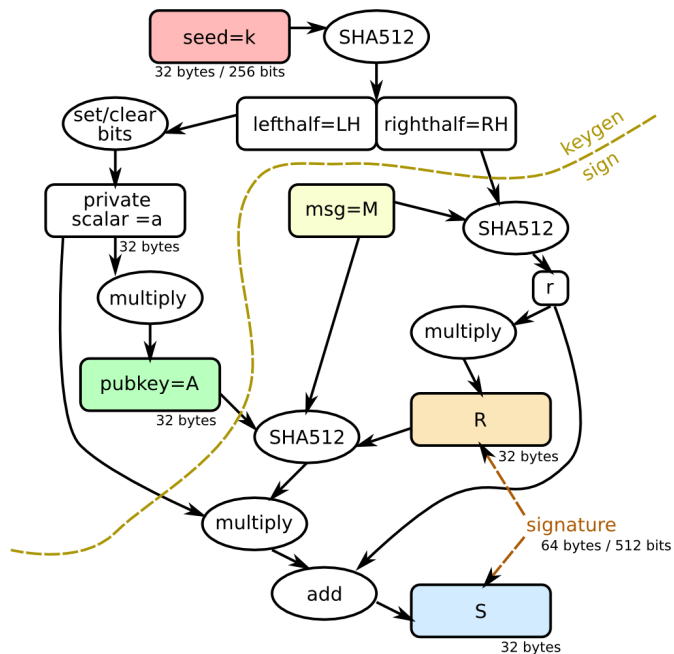 seed=k
SHA512
32 bytes / 256 bits
set/clear
bits
lefthalf=LH
righthalf=RH
keygen
sign
private
scalar =a
32 bytes
msg=M
SHA512
r
multiply
multiply
pubkey=A
32 bytes
R
32 bytes
SHA512
multiply
signature
64 bytes / 512 bits
add
S
32 bytes